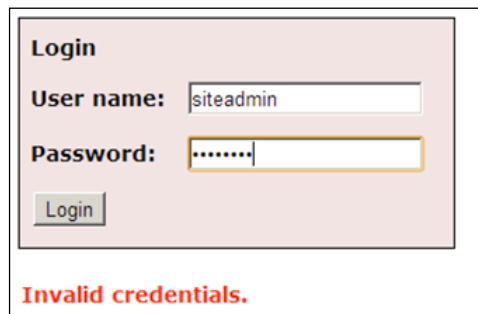 Login
User name: siteadmin
Password: ••••••••
Login
Invalid credentials.